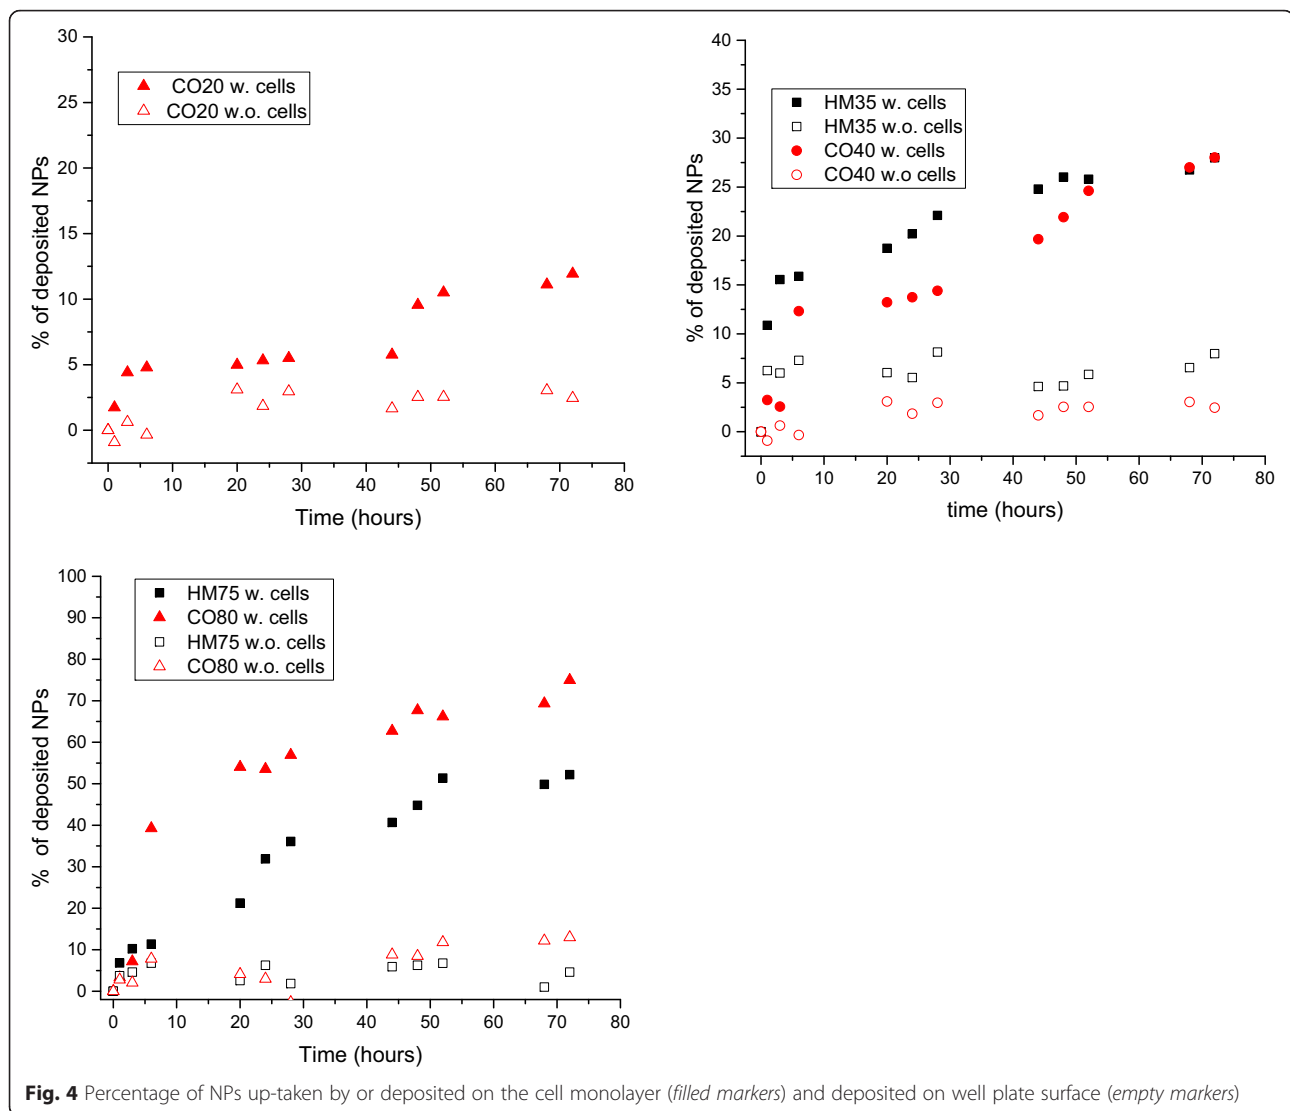 30
25
20
15
10
5
0
% of deposited NPs
CO20 w. cells
CO20 w.o. cells
0 10 20 30 40 50 60 70 80
Time (hours)
40
35
30
25
20
15
10
5
0
% of deposited NPs
HM35 w. cells
HM35 w.o. cells
CO40 w. cells
CO40 w.o cells
0 10 20 30 40 50 60 70 80
time (hours)
100
90
80
70
60
50
40
30
20
10
0
% of deposited NPs
HM75 w. cells
CO80 w. cells
HM75 w.o. cells
CO80 w.o. cells
0 10 20 30 40 50 60 70 80
Time (hours)
Fig. 4 Percentage of NPs up-taken by or deposited on the cell monolayer (filled markers) and deposited on well plate surface (empty markers)